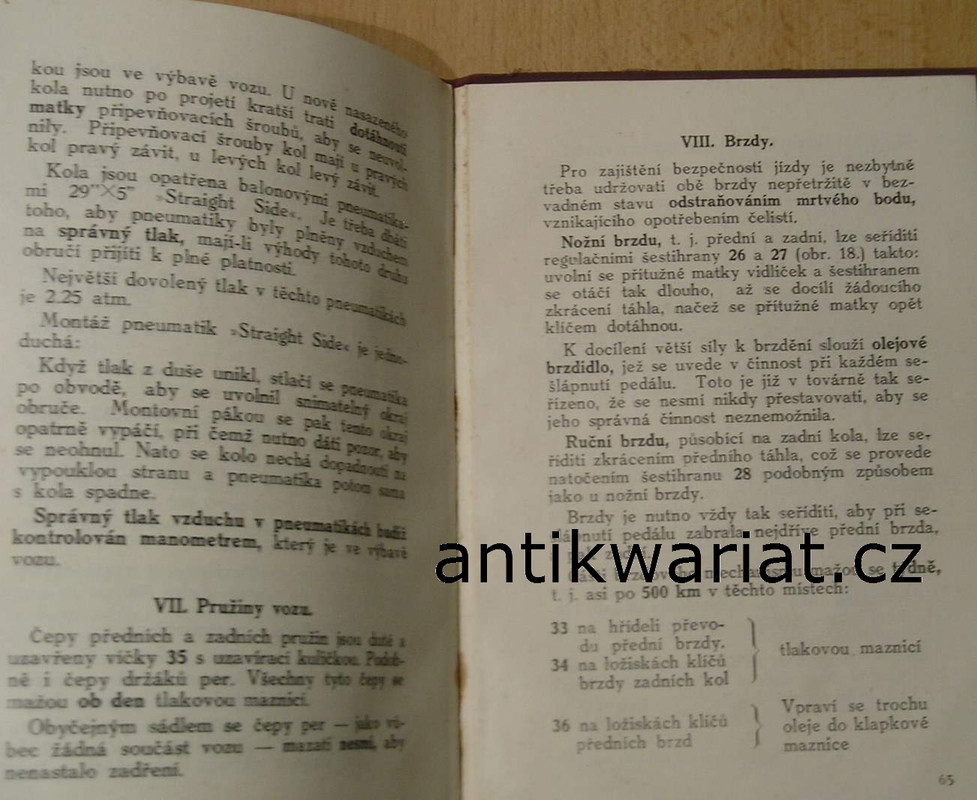 kou jsou ve výbavě vozu. U nově nasazeného
kola nutno po projetí kratší trati dotáhnouti
matky připevňovacích šroubů, aby se neuvol-
nily. Připevňovací šrouby kol mají u pravých
kol pravý závit, u levých kol levý závit.
Kola jsou opatřena balonovými pneumatika-
mi 29"×5" »Straight Side«. Je třeba dbáti
toho, aby pneumatiky byly plněny vzduchem
na správný tlak, mají-li výhody tohoto druhu
obručí přijíti k plné platnosti.
Největší dovolený tlak v těchto pneumatikách
je 2.25 atm.
Montáž pneumatik »Straight Side« je jedno-
duchá:
Když tlak z duše unikl, stlačí se pneumatika
po obvodě, aby se uvolnil snímatelný okraj
obruče. Montovní pákou se pak tento okraj
opatrně vypáčí, při čemž nutno dáti pozor, aby
se neohnul. Nato se kolo nechá dopadnouti na
vypouklou stranu a pneumatika potom sama
s kola spadne.
Správný tlak vzduchu v pneumatikách budiž
kontrolován manometrem, který je ve výbavě
vozu.
VII. Pružiny vozu.
Čepy předních a zadních pružin jsou duté a
uzavřeny víčky 35 s uzavírací kuličkou. Podob-
ně i čepy držáků per. Všechny tyto čepy se
mažou ob den tlakovou maznicí.
Obyčejným sádlem se čepy per — jako vů-
bec žádná součást vozu — mazati nesmí, aby
nenastalo zadření.
VIII. Brzdy.
Pro zajištění bezpečnosti jízdy je nezbytné
třeba udržovati obě brzdy nepřetržitě v bez-
vadném stavu odstraňováním mrtvého bodu,
vznikajícího opotřebením čelistí.
Nožní brzdu, t. j. přední a zadní, lze seříditi
regulačními šestihrany 26 a 27 (obr. 18.) takto:
uvolní se přítužné matky vidliček a šestihranem
se otáčí tak dlouho, až se docílí žádoucího
zkrácení táhla, načež se přítužné matky opět
klíčem dotáhnou.
K docílení větší síly k brzdění slouží olejové
brzdidlo, jež se uvede v činnost při každém se-
šlápnutí pedálu. Toto je již v továrně tak se-
řízeno, že se nesmí nikdy přestavovati, aby se
jeho správná činnost neznemožnila.
Ruční brzdu, působící na zadní kola, lze se-
říditi zkrácením předního táhla, což se provede
natočením šestihranu 28 podobným způsobem
jako u nožní brzdy.
Brzdy je nutno vždy tak seříditi, aby při se-
šlápnutí pedálu zabrala nejdříve přední brzda,
antikwariat.cz
mechanismu mažou se týdně,
t. j. asi po 500 km v těchto místech:
33 na hřídeli převo-
du přední brzdy.
34 na ložiskách klíčů
brzdy zadních kol
tlakovou maznicí
36 na ložiskách klíčů
předních brzd
Vpraví se trochu
oleje do klapkové
maznice
65